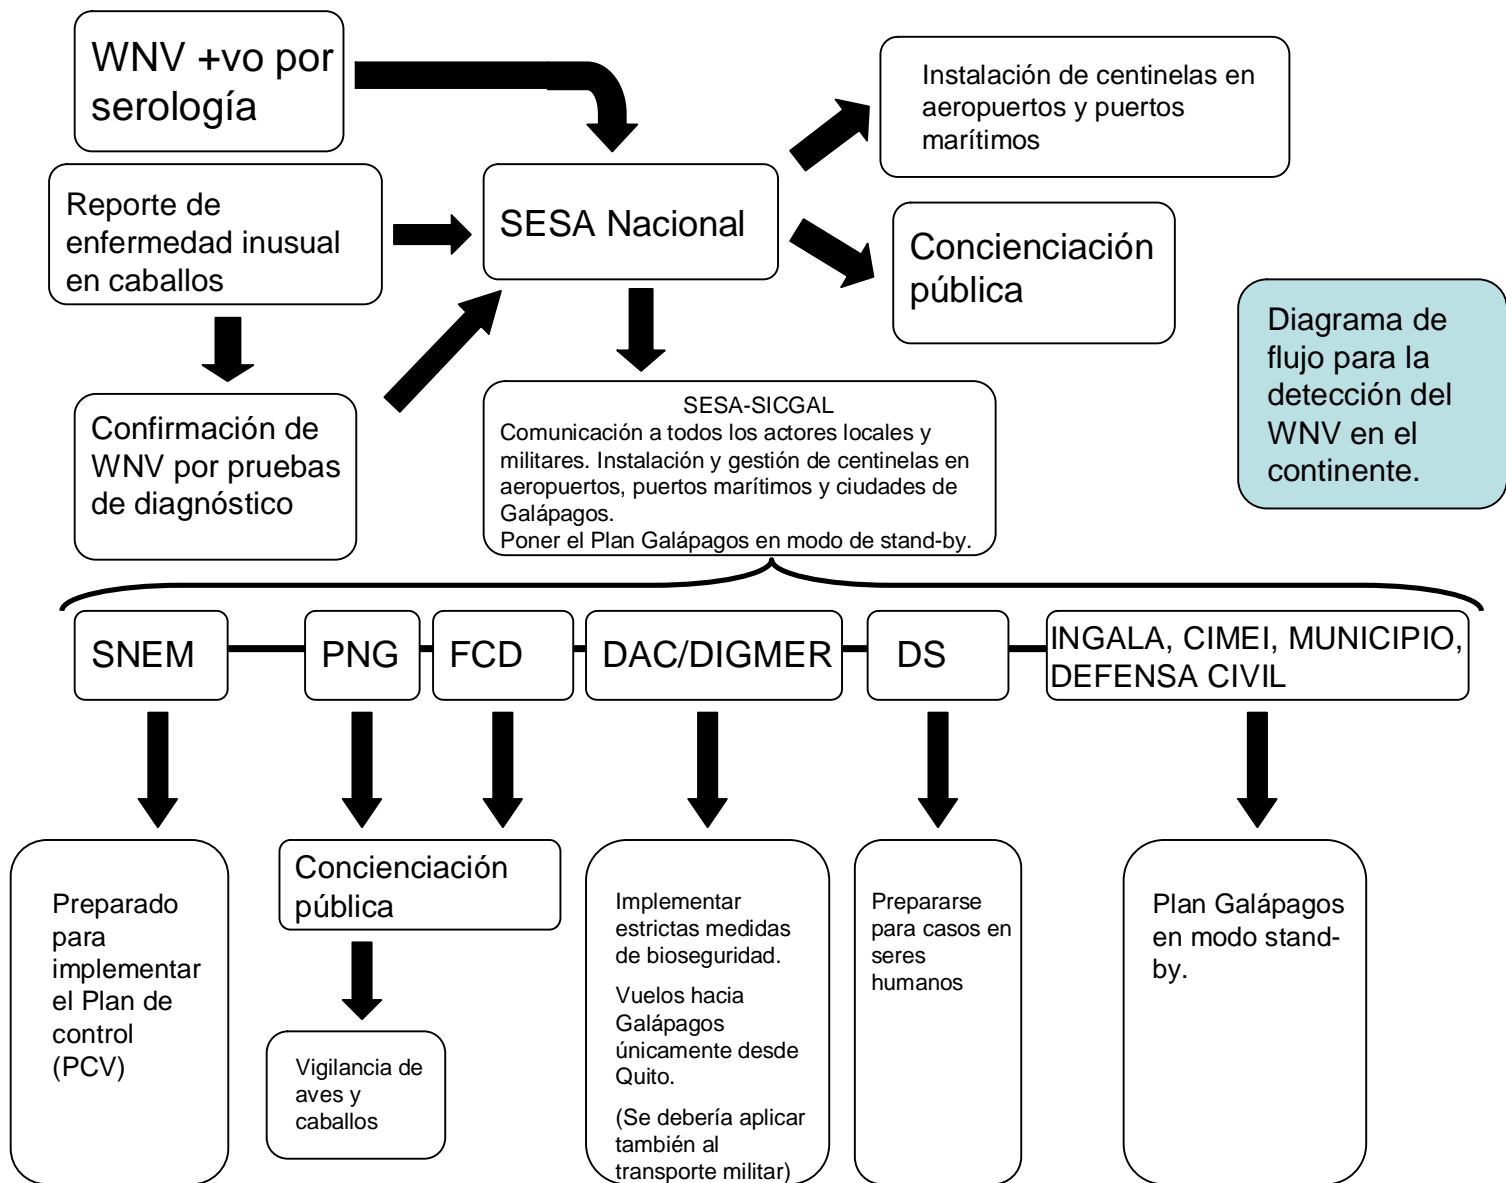 WNV +vo por
serología
Instalación de centinelas en
aeropuertos y puertos
marítimos
Reporte de
enfermedad inusual
en caballos
SESA Nacional
Concienciación
pública
Diagrama de
flujo para la
detección del
WNV en el
continente.
Confirmación de
WNV por pruebas
de diagnóstico
SESA-SICGAL
Comunicación a todos los actores locales y
militares. Instalación y gestión de centinelas en
aeropuertos, puertos marítimos y ciudades de
Galápagos.
Poner el Plan Galápagos en modo de stand-by.
SNEM
PNG
FCD
DAC/DIGMER
DS
INGALA, CIMEI, MUNICIPIO,
DEFENSA CIVIL
Preparado
para
implementar
el Plan de
control
(PCV)
Concienciación
pública
Vigilancia de
aves y
caballos
Implementar
estrictas medidas
de bioseguridad.
Vuelos hacia
Galápagos
únicamente desde
Quito.
(Se debería aplicar
también al
transporte militar)
Prepararse
para casos en
seres
humanos
Plan Galápagos
en modo stand-
by.